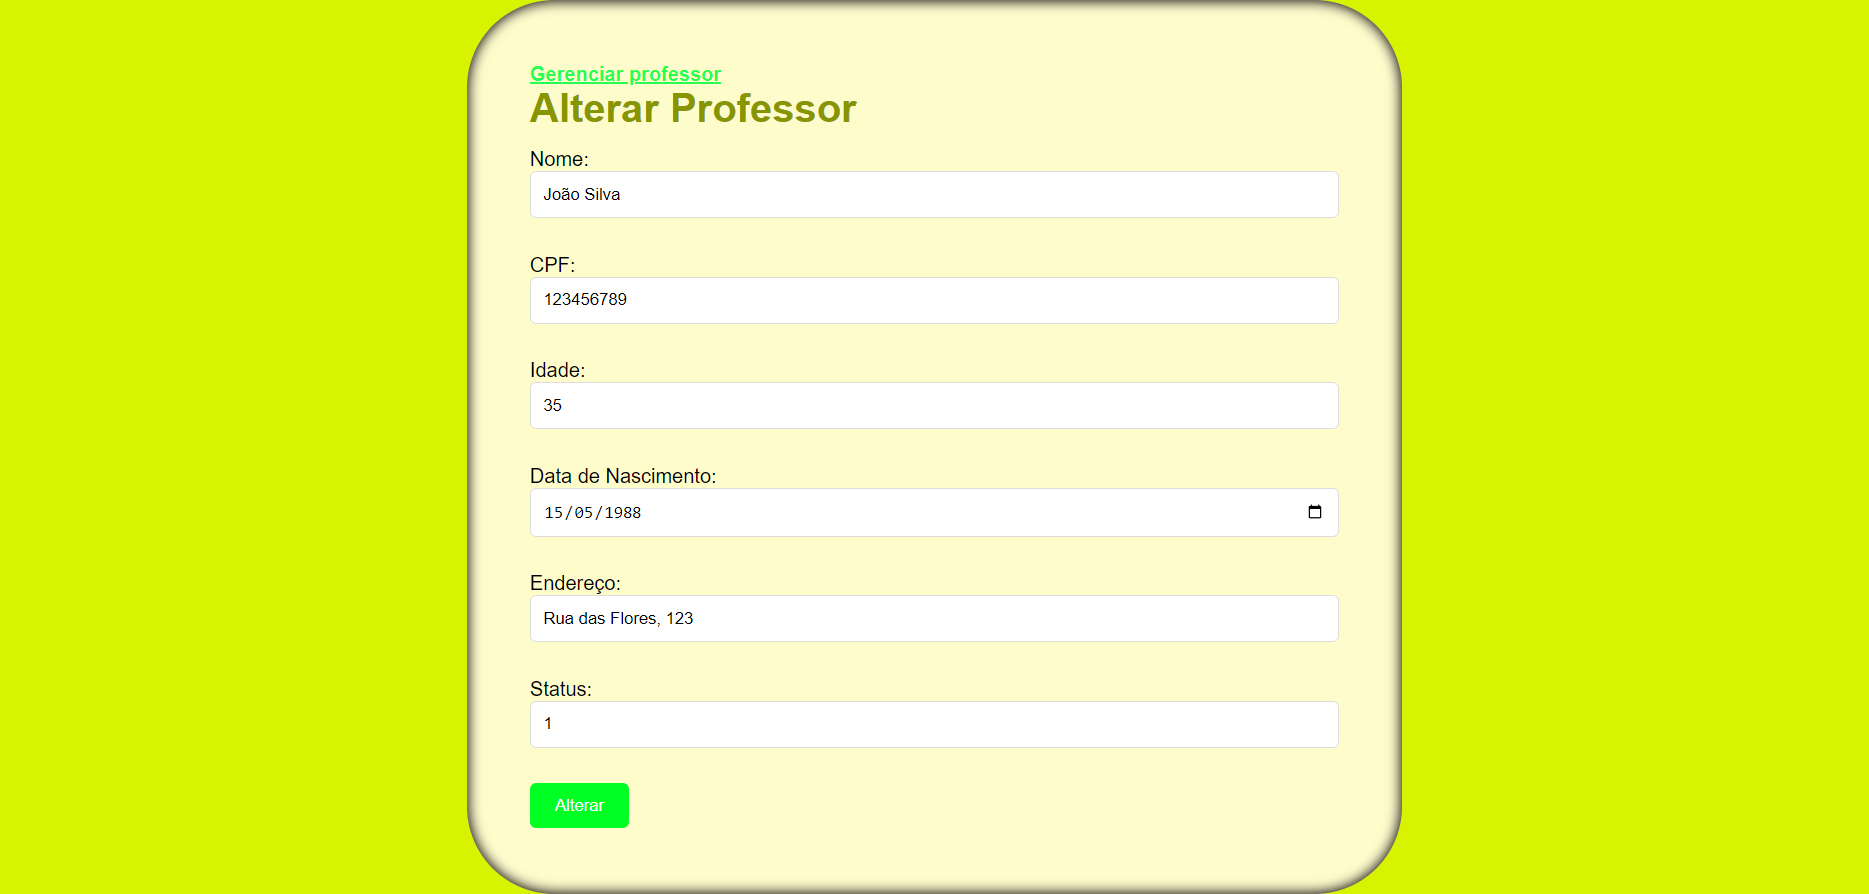 Gerenciar professor
Alterar Professor
Nome:
João Silva
CPF:
123456789
Idade:
35
Data de Nascimento:
15/05/1988
Endereço:
Rua das Flores, 123
Status:
1
Alterar